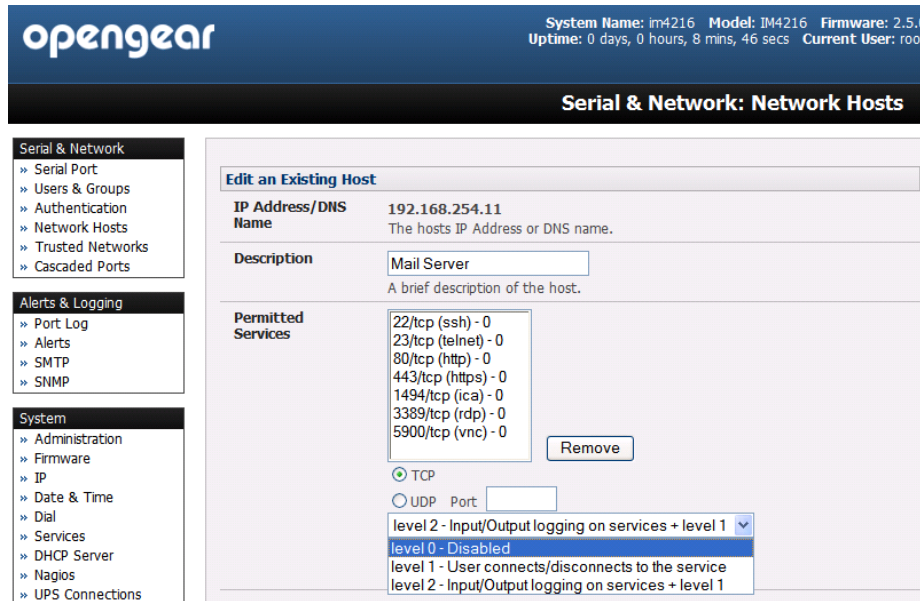 opengear
System Name: im4216 Model: IM4216 Firmware: 2.5.
Uptime: 0 days, 0 hours, 8 mins, 46 secs Current User: roo
Serial & Network: Network Hosts
Serial & Network
» Serial Port
» Users & Groups
» Authentication
» Network Hosts
» Trusted Networks
» Cascaded Ports
Alerts & Logging
» Port Log
» Alerts
» SMTP
» SNMP
System
» Administration
» Firmware
» IP
» Date & Time
» Dial
» Services
» DHCP Server
» Nagios
» UPS Connections
Edit an Existing Host
IP Address/DNS
Name
192.168.254.11
The hosts IP Address or DNS name.
Description
Mail Server
A brief description of the host.
Permitted
Services
22/tcp (ssh) - 0
23/tcp (telnet) - 0
80/tcp (http) - 0
443/tcp (https) - 0
1494/tcp (ica) - 0
3389/tcp (rdp) - 0
5900/tcp (vnc) - 0
Remove
TCP
UDP Port
level 2 - Input/Output logging on services + level 1
level 0 - Disabled
level 1 - User connects/disconnects to the service
level 2 - Input/Output logging on services + level 1